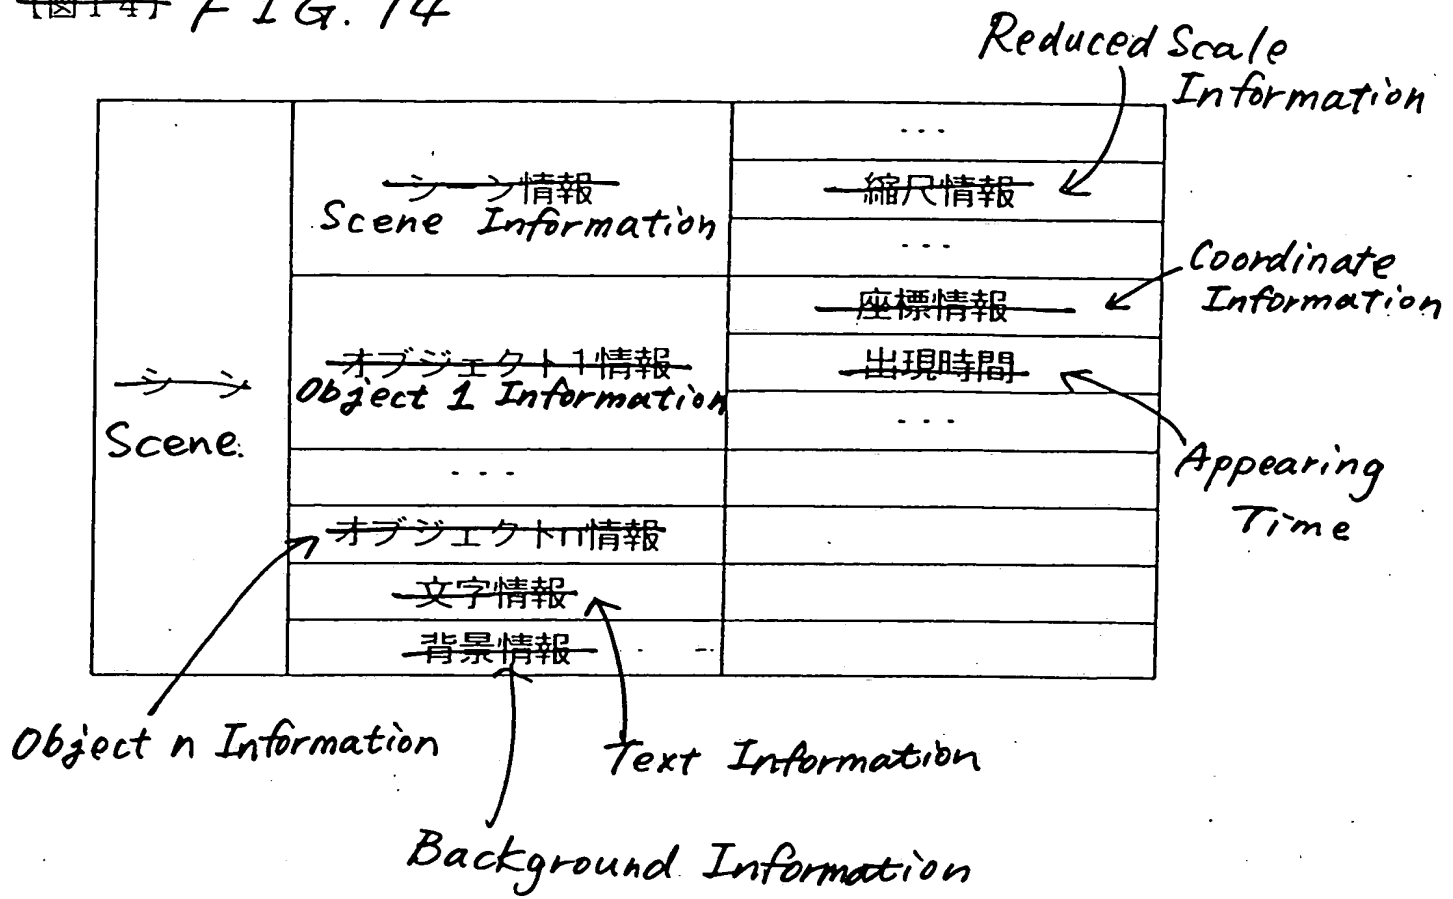 【図14】 FIG. 14
Reduced Scale
Information
...
シーン情報
縮尺情報
Scene Information
...
Coordinate
Information
座標情報
オブジェクト1情報
出現時間
Object 1 Information
シーン
...
Scene
Appearing
Time
...
オブジェクトn情報
文字情報
背景情報
Object n Information
Text Information
Background Information